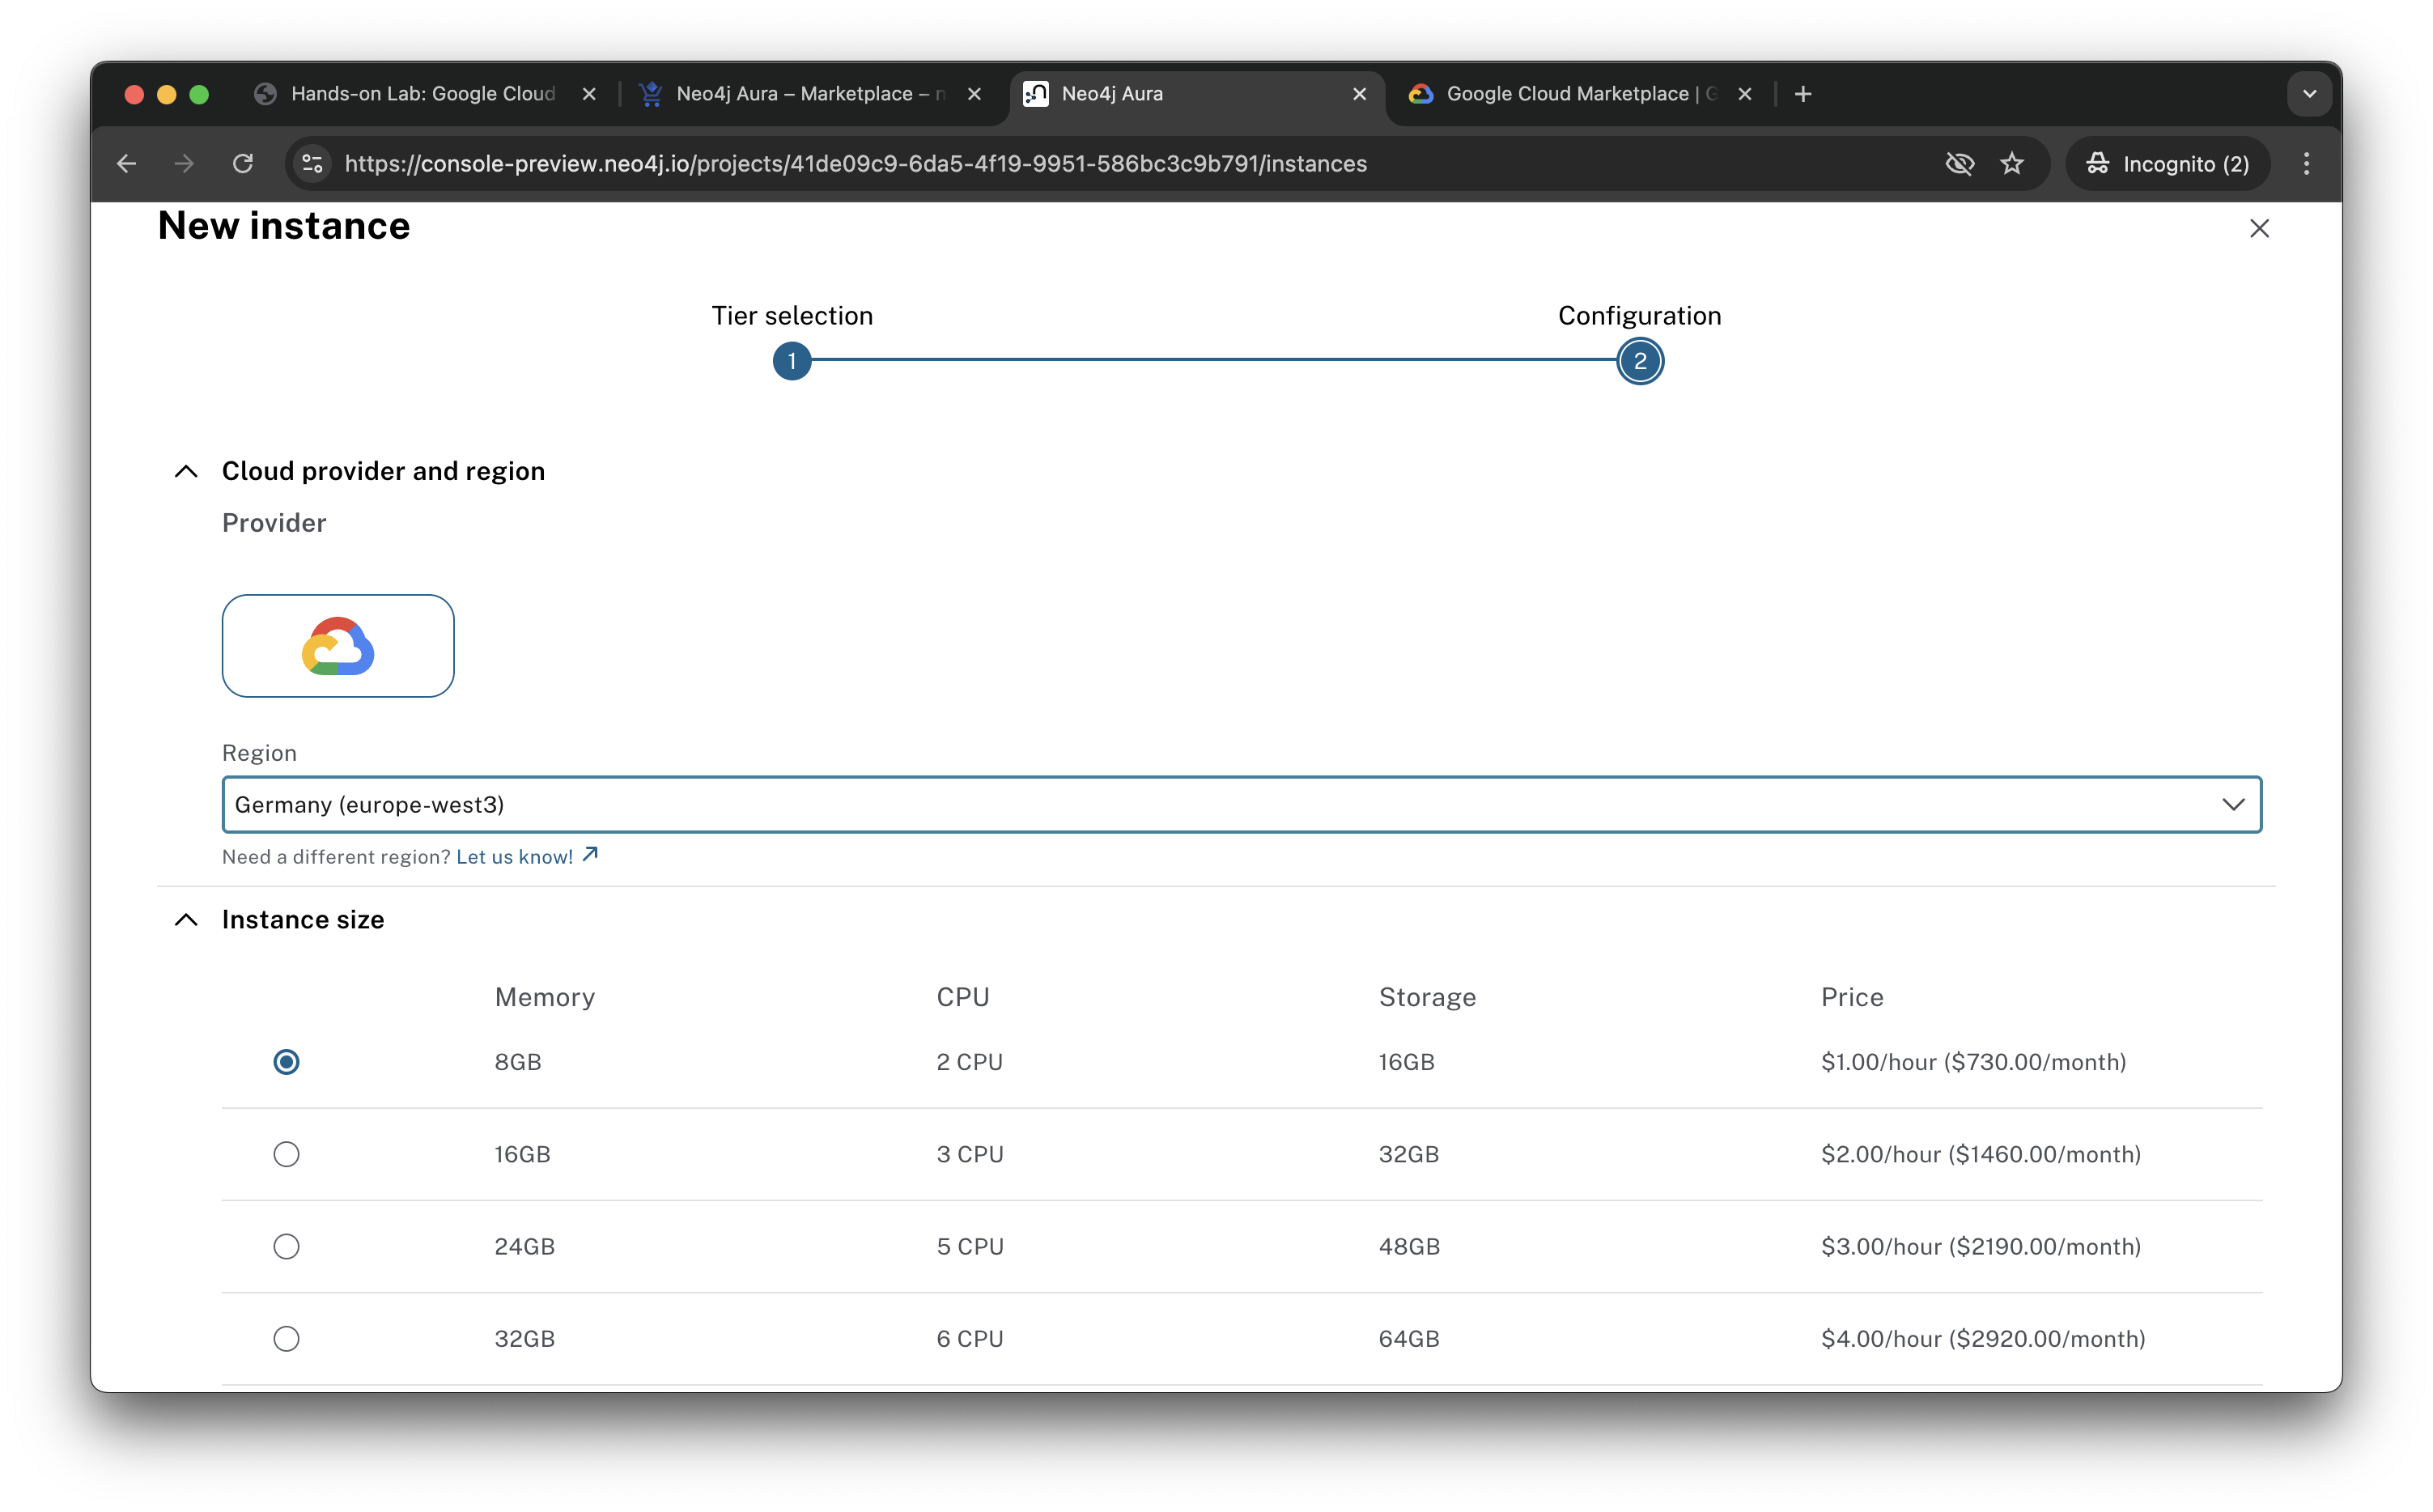 Hands-on Lab: Google Cloud
Neo4j Aura – Marketplace –
Neo4j Aura
Google Cloud Marketplace |
https://console-preview.neo4j.io/projects/41de09c9-6da5-4f19-9951-586bc3c9b791/instances
Incognito (2)
New instance
Tier selection
Configuration
1
2
Cloud provider and region
Provider
Region
Germany (europe-west3)
Need a different region? Let us know!
Instance size
Memory CPU Storage Price
8GB 2 CPU 16GB $1.00/hour ($730.00/month)
16GB 3 CPU 32GB $2.00/hour ($1460.00/month)
24GB 5 CPU 48GB $3.00/hour ($2190.00/month)
32GB 6 CPU 64GB $4.00/hour ($2920.00/month)